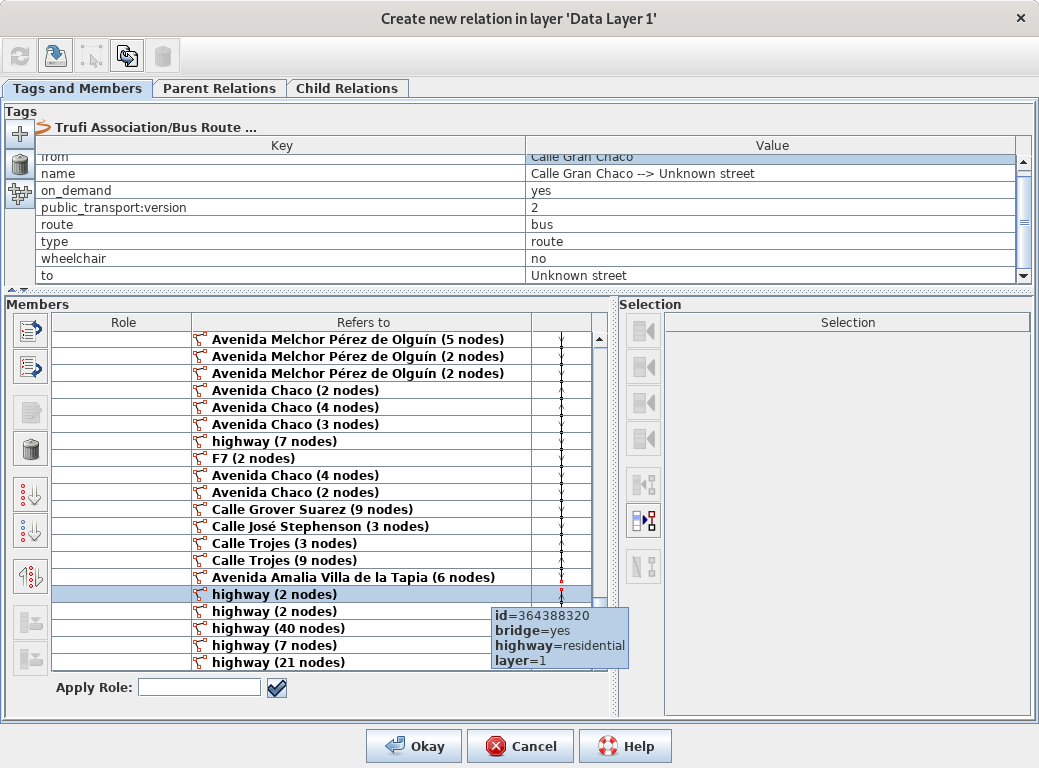 Create new relation in layer 'Data Layer 1'
Tags and Members Parent Relations Child Relations
Tags
Trufi Association/Bus Route ...
Key Value
from Calle Gran Chaco
name Calle Gran Chaco --> Unknown street
on_demand yes
public_transport:version 2
route bus
type route
wheelchair no
to Unknown street
Members
Role Refers to
Avenida Melchor Pérez de Olguín (5 nodes)
Avenida Melchor Pérez de Olguín (2 nodes)
Avenida Melchor Pérez de Olguín (2 nodes)
Avenida Chaco (2 nodes)
Avenida Chaco (4 nodes)
Avenida Chaco (3 nodes)
highway (7 nodes)
F7 (2 nodes)
Avenida Chaco (4 nodes)
Avenida Chaco (2 nodes)
Calle Grover Suarez (9 nodes)
Calle José Stephenson (3 nodes)
Calle Trojes (3 nodes)
Calle Trojes (9 nodes)
Avenida Amalia Villa de la Tapia (6 nodes)
highway (2 nodes)
highway (2 nodes)
highway (40 nodes)
highway (7 nodes)
highway (21 nodes)
id=364388320
bridge=yes
highway=residential
layer=1
Apply Role:
Selection
Selection
Okay Cancel Help